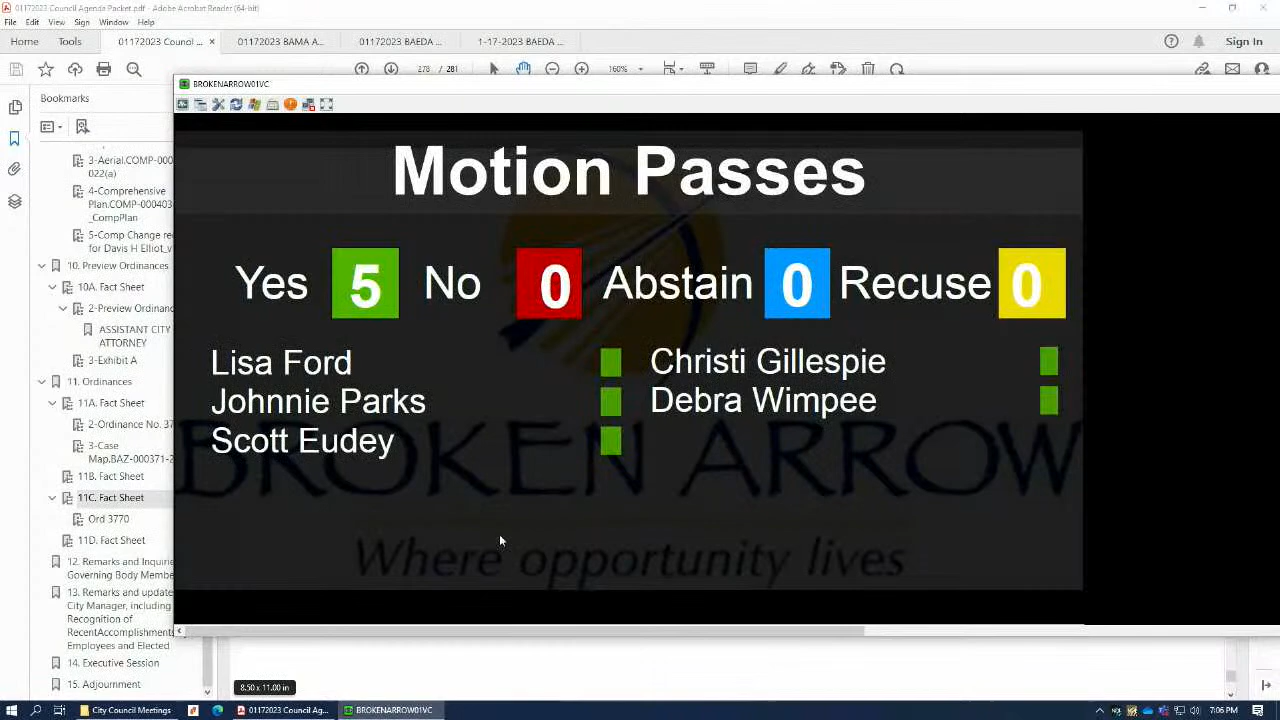 01172023 Council Agenda Packet.pdf - Adobe Acrobat Reader (64-bit)
File Edit View Sign Window Help
Home Tools 01172023 Council ... × 01172023 BAMA A... 01172023 BAEDA ... 1-17-2023 BAEDA ... Sign In
278 / 281 160%
Bookmarks
3-Aerial.COMP-000
022(a)
4-Comprehensive
Plan.COMP-000403
_CompPlan
5-Comp Change re
for Davis H Elliot_v
10. Preview Ordinances
10A. Fact Sheet
2-Preview Ordinanc
ASSISTANT CITY
ATTORNEY
3-Exhibit A
11. Ordinances
11A. Fact Sheet
2-Ordinance No. 37
3-Case
Map.BAZ-000371-2
11B. Fact Sheet
11C. Fact Sheet
Ord 3770
11D. Fact Sheet
12. Remarks and Inquirie
Governing Body Membe
13. Remarks and update
City Manager, including
Recognition of
RecentAccomplishments
Employees and Elected
14. Executive Session
15. Adjournment
BROKENARROW01VC
Motion Passes
Yes 5 No 0 Abstain 0 Recuse 0
Lisa Ford Christi Gillespie
Johnnie Parks Debra Wimpee
Scott Eudey
BROKEN ARROW
Where opportunity lives
8.50 x 11.00 in
City Council Meetings 01172023 Council Ag... BROKENARROW01VC 7:06 PM